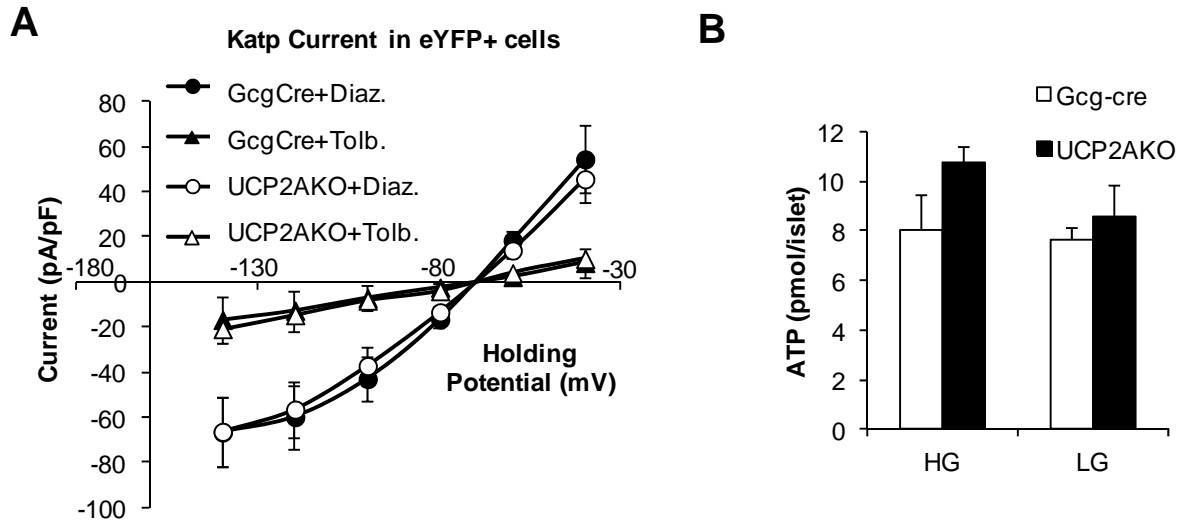 A
Katp Current in eYFP+ cells
GcgCre+Diaz.
GcgCre+Tolb.
UCP2AKO+Diaz.
UCP2AKO+Tolb.
80
60
40
20
0
-20
-40
-60
-80
-100
-180
-130
-80
-30
Current (pA/pF)
Holding
Potential (mV)
B
Gcg-cre
UCP2AKO
12
10
8
6
4
2
0
ATP (pmol/islet)
HG
LG